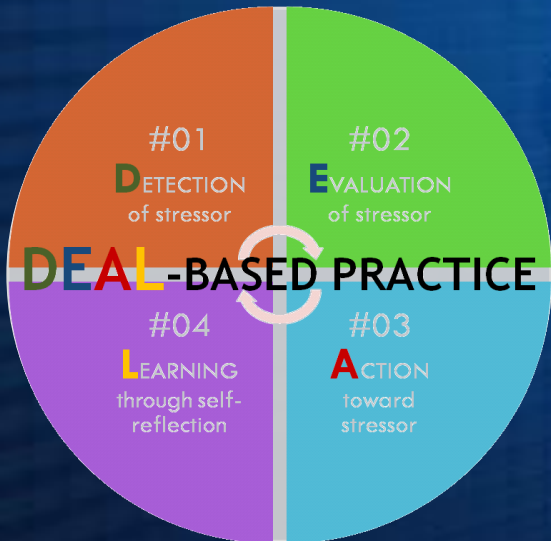 #01
DETECTION
of stressor
#02
EVALUATION
of stressor
DEAL-BASED PRACTICE
#04
LEARNING
through self-
reflection
#03
ACTION
toward
stressor